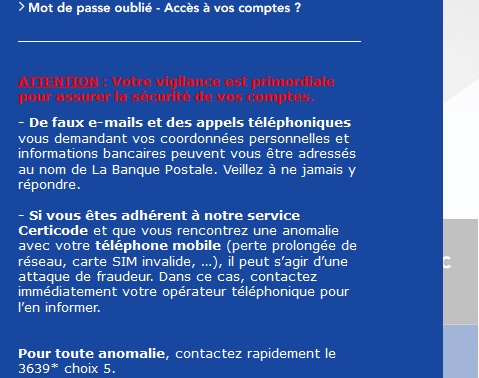 > Mot de passe oublié - Accès à vos comptes ?
ATTENTION : Votre vigilance est primordiale
pour assurer la sécurité de vos comptes.
- De faux e-mails et des appels téléphoniques
vous demandant vos coordonnées personnelles et
informations bancaires peuvent vous être adressés
au nom de La Banque Postale. Veillez à ne jamais y
répondre.
- Si vous êtes adhérent à notre service
Certicode et que vous rencontrez une anomalie
avec votre téléphone mobile (perte prolongée de
réseau, carte SIM invalide, …), il peut s'agir d'une
attaque de fraudeur. Dans ce cas, contactez
immédiatement votre opérateur téléphonique pour
l'en informer.
Pour toute anomalie, contactez rapidement le
3639* choix 5.
C